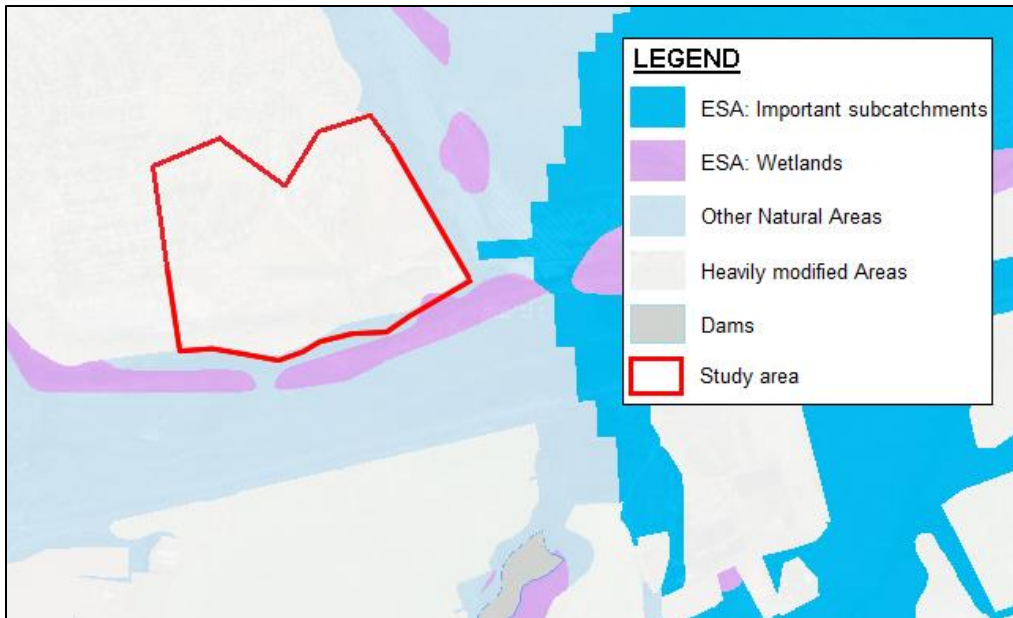 LEGEND
ESA: Important subcatchments
ESA: Wetlands
Other Natural Areas
Heavily modified Areas
Dams
Study area